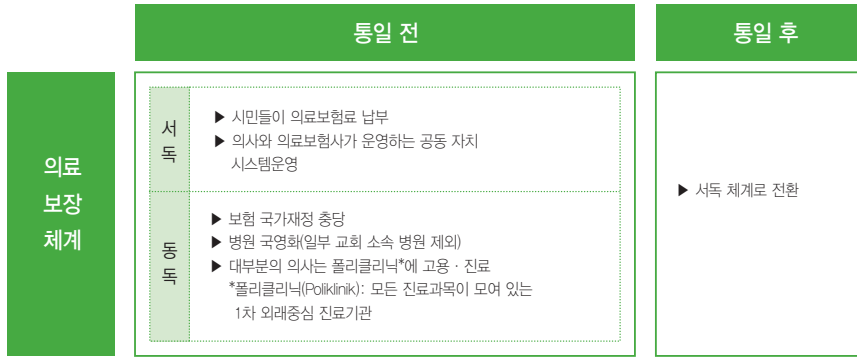 통일 전
통일 후
의료
보장
체계
서
독
▶ 시민들이 의료보험료 납부
▶ 의사와 의료보험사가 운영하는 공동 자치
시스템운영
동
독
▶ 보험 국가재정 충당
▶ 병원 국영화(일부 교회 소속 병원 제외)
▶ 대부분의 의사는 폴리클리닉*에 고용 · 진료
*폴리클리닉(Poliklinik): 모든 진료과목이 모여 있는
1차 외래중심 진료기관
▶ 서독 체계로 전환